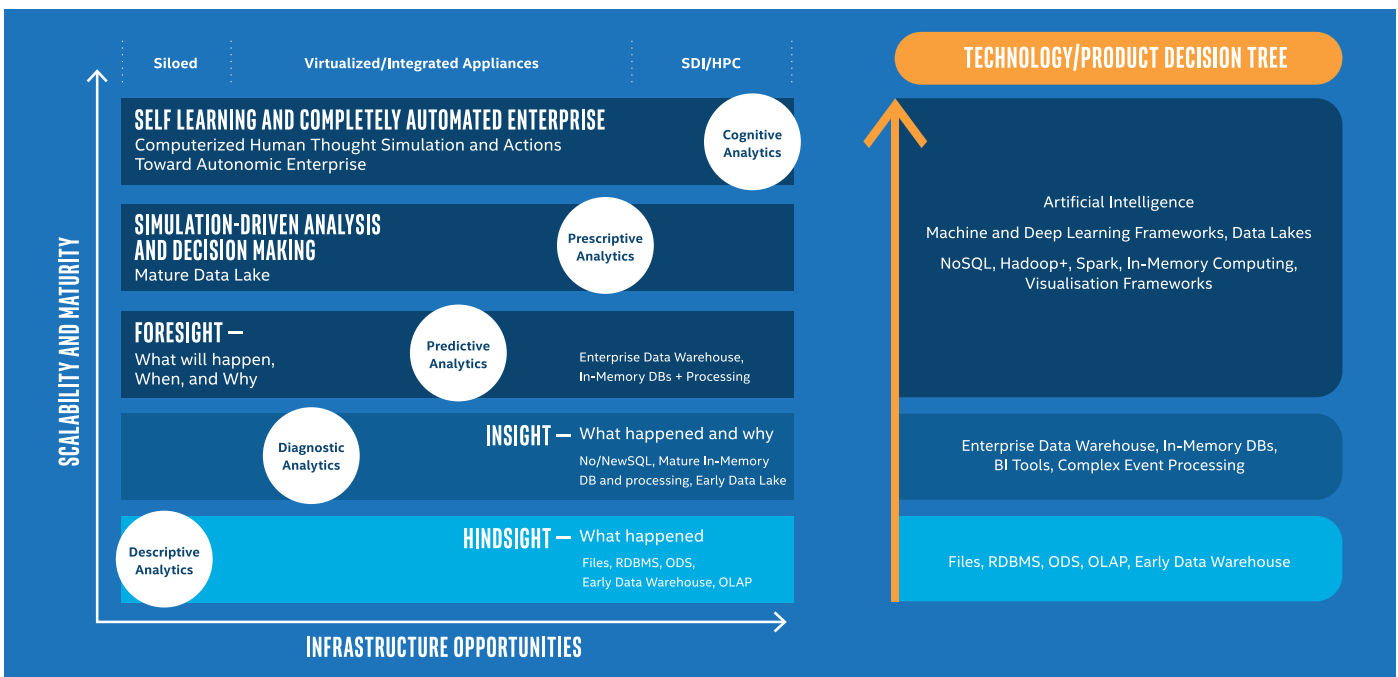 Siloed
Virtualized/Integrated Appliances
SDI/HPC
TECHNOLOGY/PRODUCT DECISION TREE
SCALABILITY AND MATURITY
SELF LEARNING AND COMPLETELY AUTOMATED ENTERPRISE
Computerized Human Thought Simulation and Actions
Toward Autonomic Enterprise
Cognitive
Analytics
SIMULATION-DRIVEN ANALYSIS
AND DECISION MAKING
Mature Data Lake
Prescriptive
Analytics
FORESIGHT —
What will happen,
When, and Why
Predictive
Analytics
Enterprise Data Warehouse,
In-Memory DBs + Processing
Diagnostic
Analytics
INSIGHT — What happened and why
No/NewSQL, Mature In-Memory
DB and processing, Early Data Lake
Descriptive
Analytics
HINDSIGHT — What happened
Files, RDBMS, ODS,
Early Data Warehouse, OLAP
INFRASTRUCTURE OPPORTUNITIES
Artificial Intelligence
Machine and Deep Learning Frameworks, Data Lakes
NoSQL, Hadoop+, Spark, In-Memory Computing,
Visualisation Frameworks
Enterprise Data Warehouse, In-Memory DBs,
BI Tools, Complex Event Processing
Files, RDBMS, ODS, OLAP, Early Data Warehouse